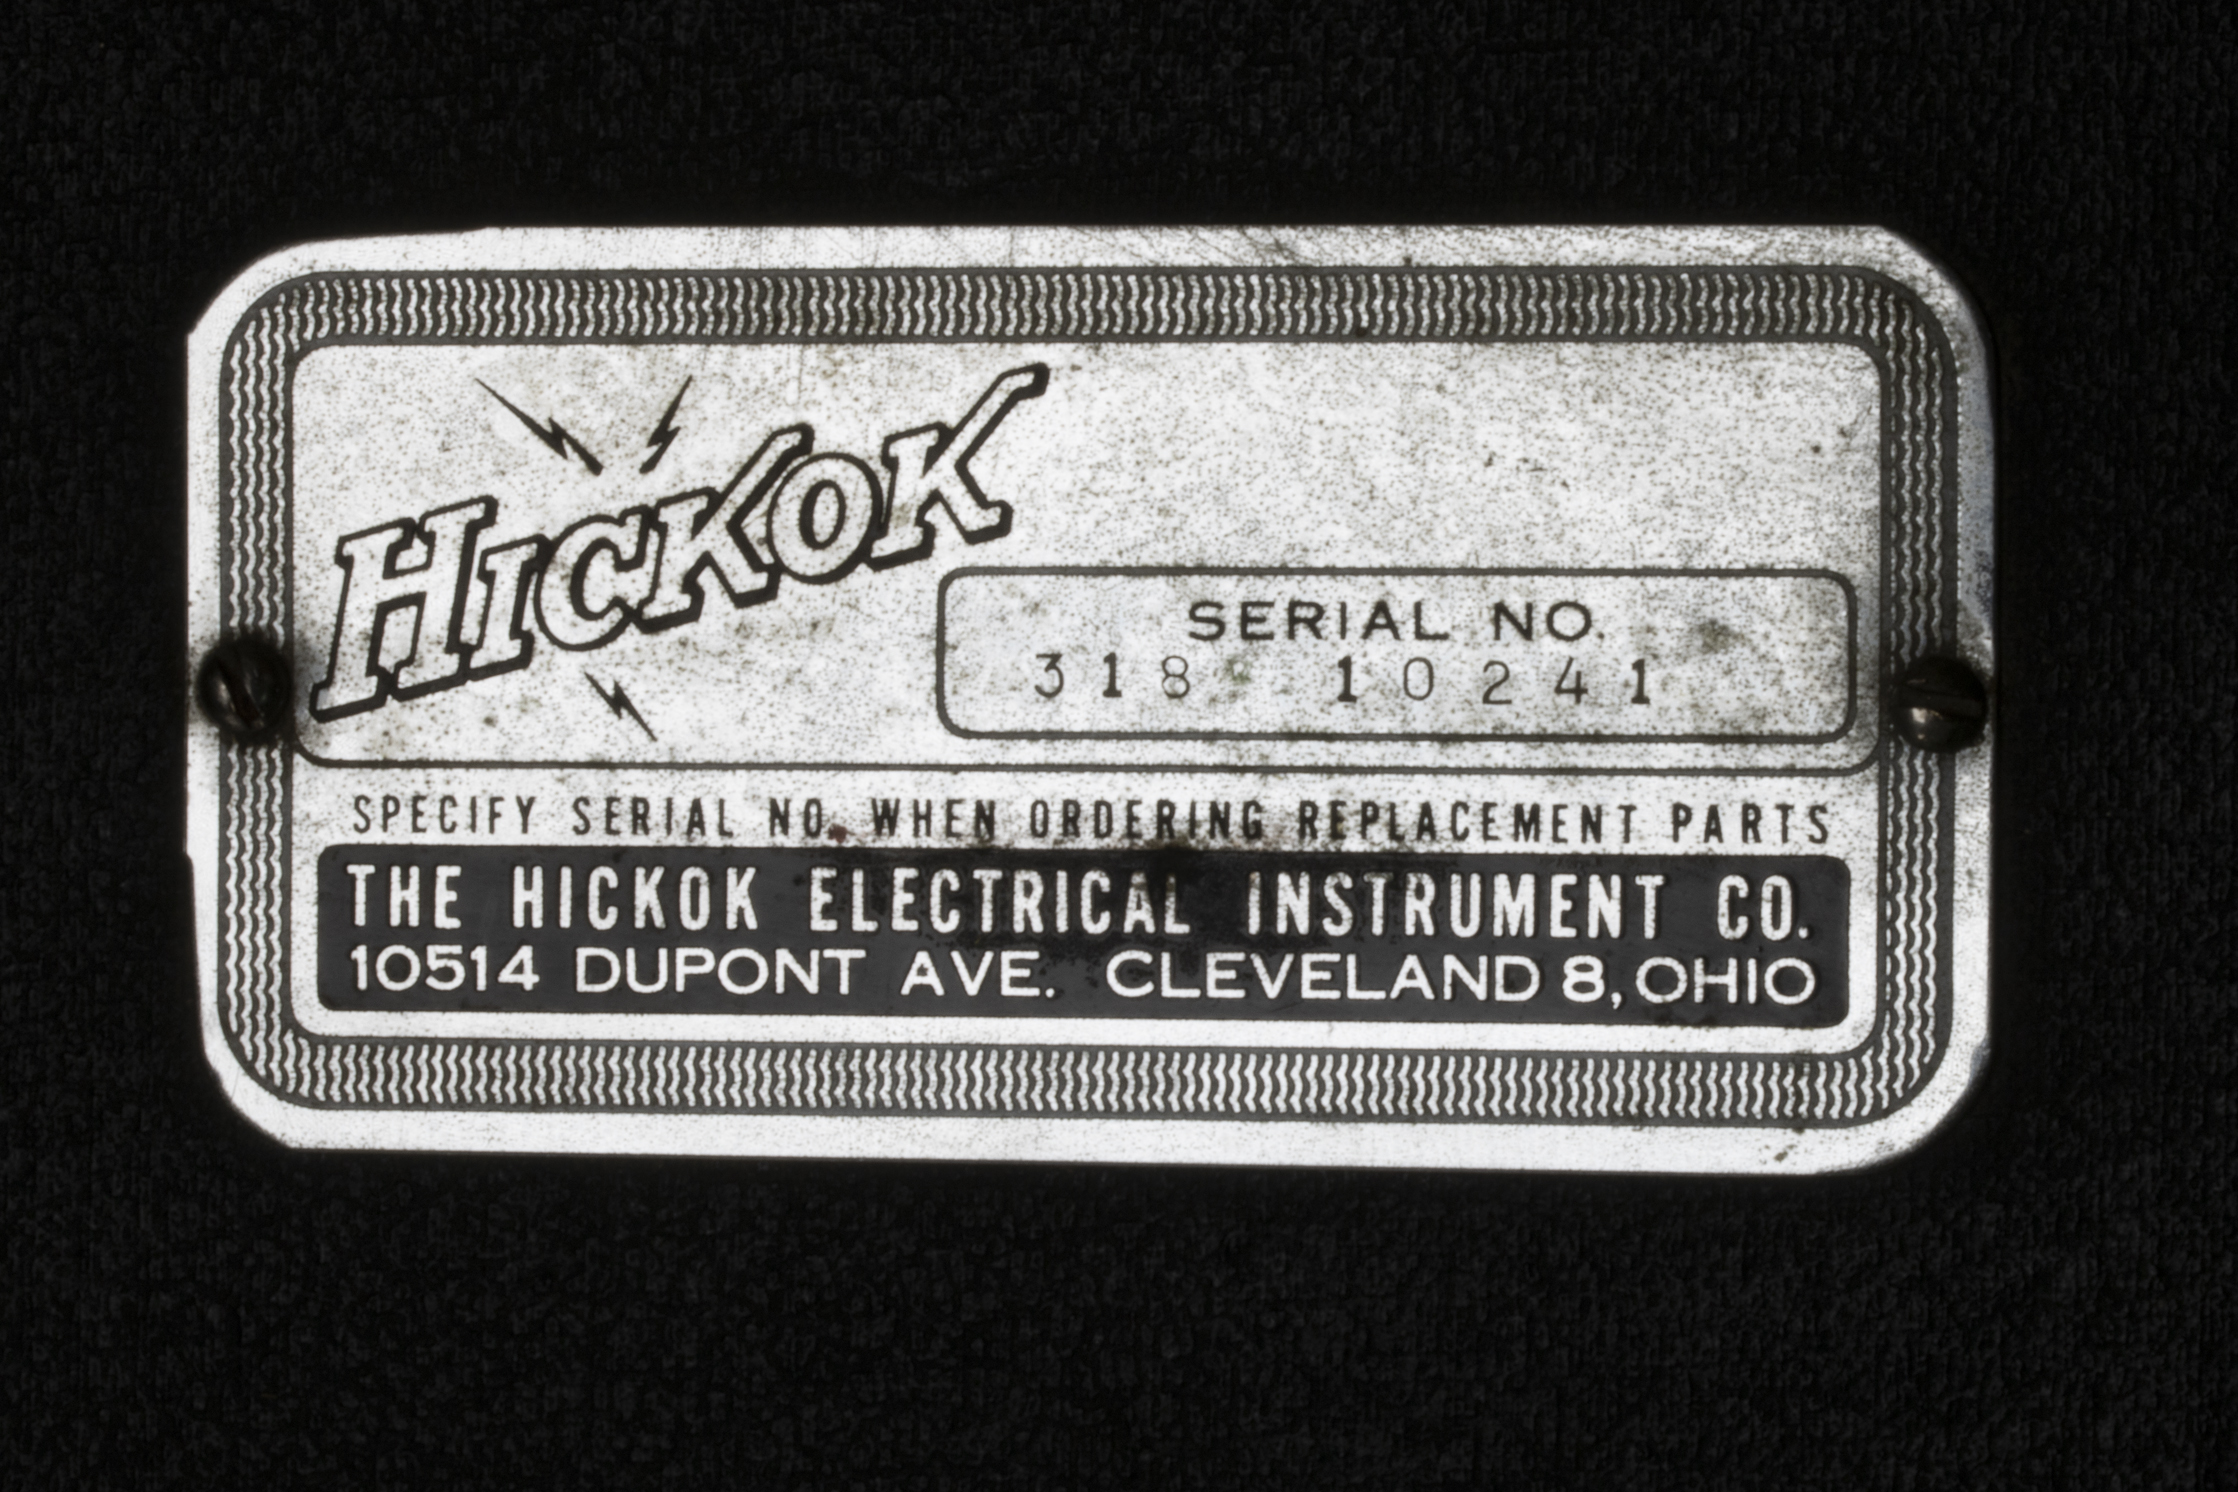 HICKOK
SERIAL NO.
318 10241
SPECIFY SERIAL NO. WHEN ORDERING REPLACEMENT PARTS
THE HICKOK ELECTRICAL INSTRUMENT CO.
10514 DUPONT AVE. CLEVELAND 8, OHIO